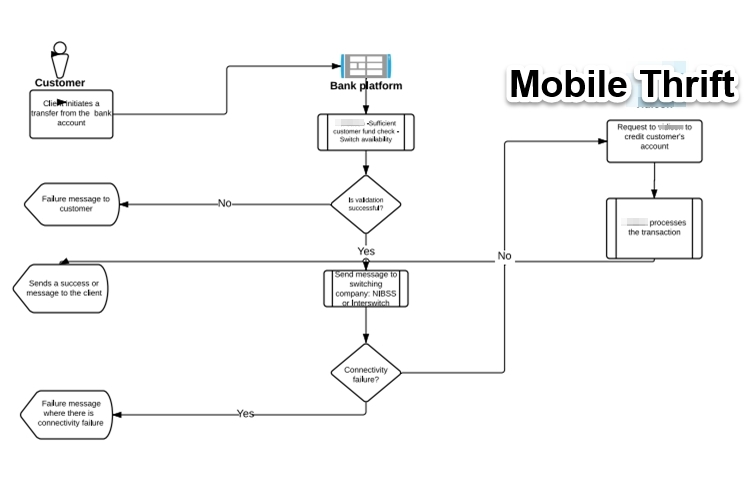 Customer
Client initiates a
transfer from the bank
account
Bank platform
Mobile Thrift
-Sufficient
customer fund check -
Switch availability
Request to
to
credit customer's
account
Is validation
successful?
No
Failure message to
customer
processes
the transaction
Yes
No
Sends a success or
message to the client
Send message to
switching
company: NIBSS
or Interswitch
Connectivity
failure?
Yes
Failure message
where there is
connectivity failure